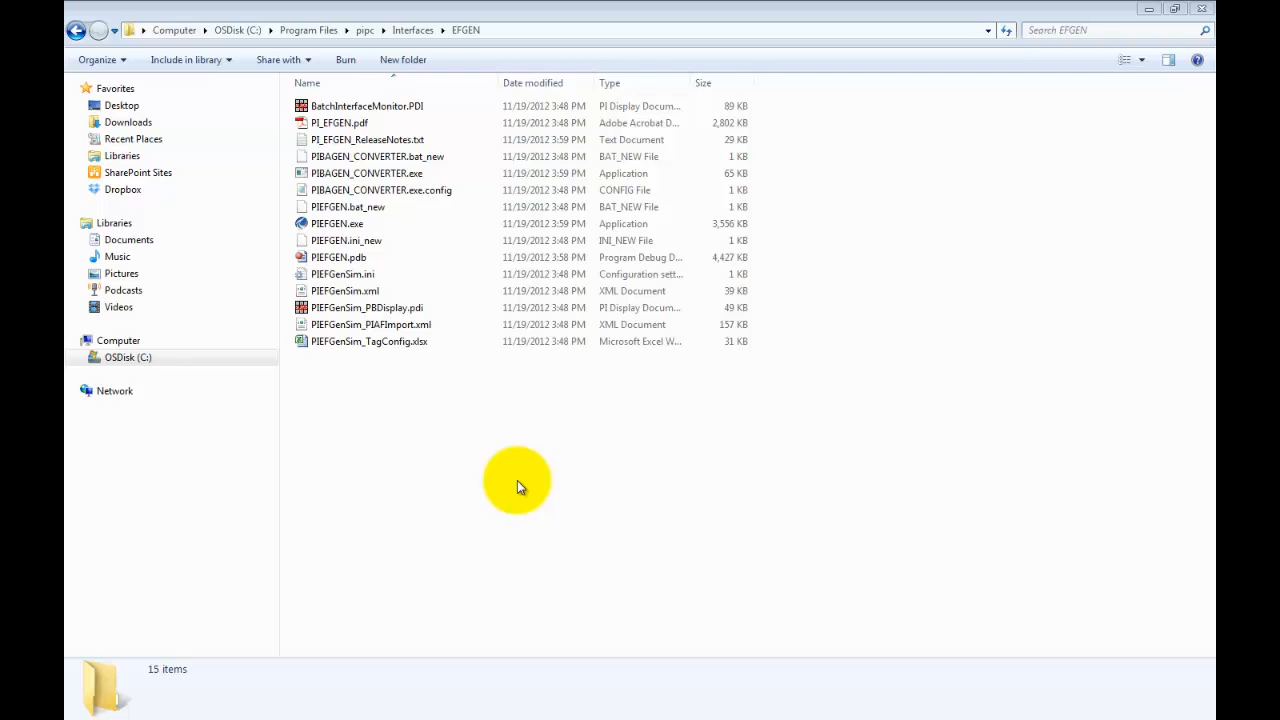 Computer OSDisk (C:) Program Files pipc Interfaces EFGEN Search EFGEN
Organize Include in library Share with Burn New folder
Favorites
Desktop
Downloads
Recent Places
Libraries
SharePoint Sites
Dropbox
Libraries
Documents
Music
Pictures
Podcasts
Videos
Computer
OSDisk (C:)
Network
Name Date modified Type Size
BatchInterfaceMonitor.PDI 11/19/2012 3:48 PM PI Display Docum... 89 KB
PI_EFGEN.pdf 11/19/2012 3:48 PM Adobe Acrobat D... 2,802 KB
PI_EFGEN_ReleaseNotes.txt 11/19/2012 3:59 PM Text Document 29 KB
PIBAGEN_CONVERTER.bat_new 11/19/2012 3:48 PM BAT_NEW File 1 KB
PIBAGEN_CONVERTER.exe 11/19/2012 3:59 PM Application 65 KB
PIBAGEN_CONVERTER.exe.config 11/19/2012 3:48 PM CONFIG File 1 KB
PIEFGEN.bat_new 11/19/2012 3:48 PM BAT_NEW File 1 KB
PIEFGEN.exe 11/19/2012 3:59 PM Application 3,556 KB
PIEFGEN.ini_new 11/19/2012 3:48 PM INI_NEW File 1 KB
PIEFGEN.pdb 11/19/2012 3:58 PM Program Debug D... 4,427 KB
PIEFGenSim.ini 11/19/2012 3:48 PM Configuration sett... 1 KB
PIEFGenSim.xml 11/19/2012 3:48 PM XML Document 39 KB
PIEFGenSim_PBDisplay.pdi 11/19/2012 3:48 PM PI Display Docum... 49 KB
PIEFGenSim_PIAFImport.xml 11/19/2012 3:48 PM XML Document 157 KB
PIEFGenSim_TagConfig.xlsx 11/19/2012 3:48 PM Microsoft Excel W... 31 KB
15 items